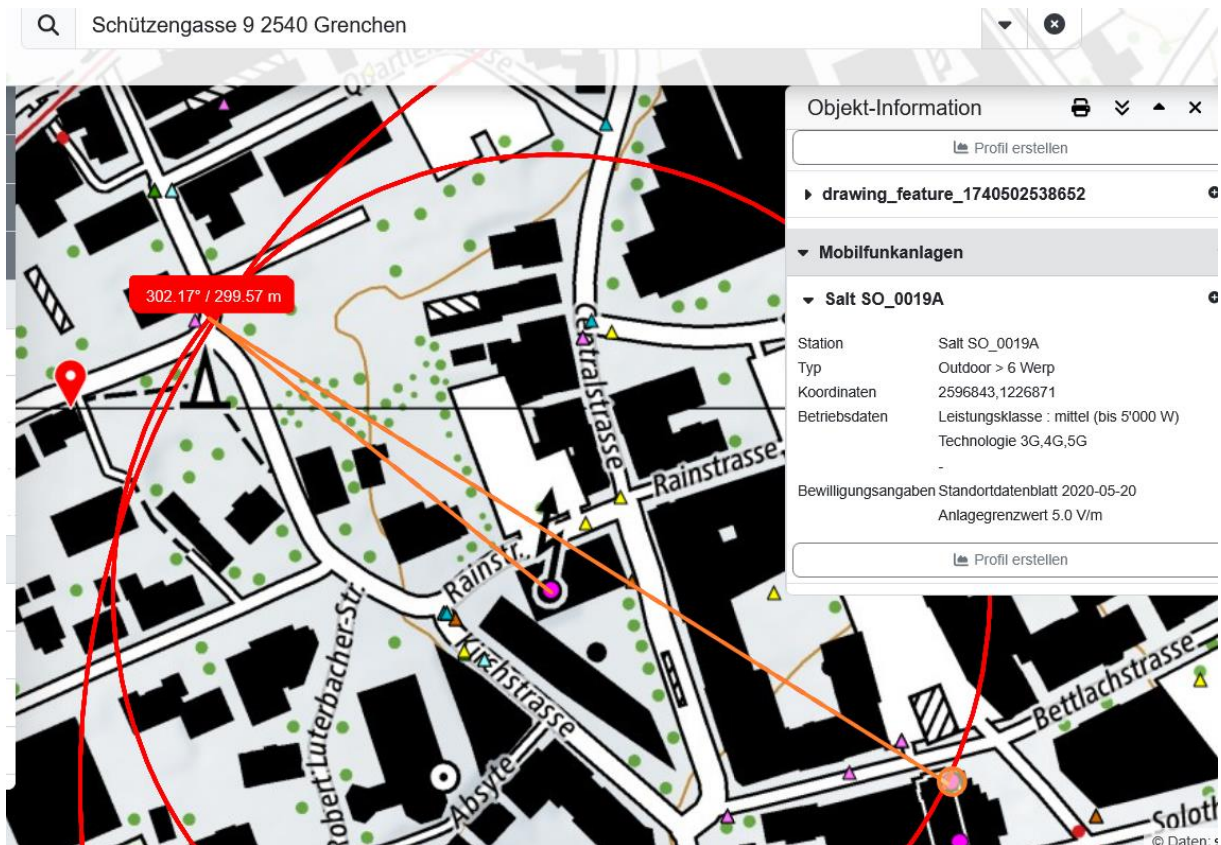 Schützengasse 9 2540 Grenchen
Quartierstrasse
Objekt-Information
Profil erstellen
drawing_feature_1740502538652
Mobilfunkanlagen
302.17° / 299.57 m
Salt SO_0019A
Station Salt SO_0019A
Typ Outdoor > 6 Werp
Koordinaten 2596843,1226871
Betriebsdaten Leistungsklasse : mittel (bis 5'000 W)
Technologie 3G,4G,5G
-
Bewilligungsangaben Standortdatenblatt 2020-05-20
Anlagegrenzwert 5.0 V/m
Profil erstellen
Centralstrasse
Rainstrasse
Rainstr.
Kirchstrasse
Robert-Luterbacher-Str.
Absyte
Bettlachstrasse
Soloth
© Daten: s